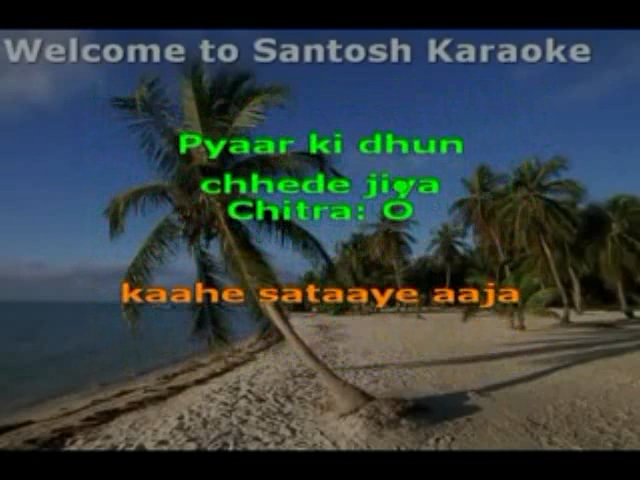 Welcome to Santosh Karaoke
Pyaar ki dhun
chhede jiya
Chitra: O
kaahe sataaye aaja